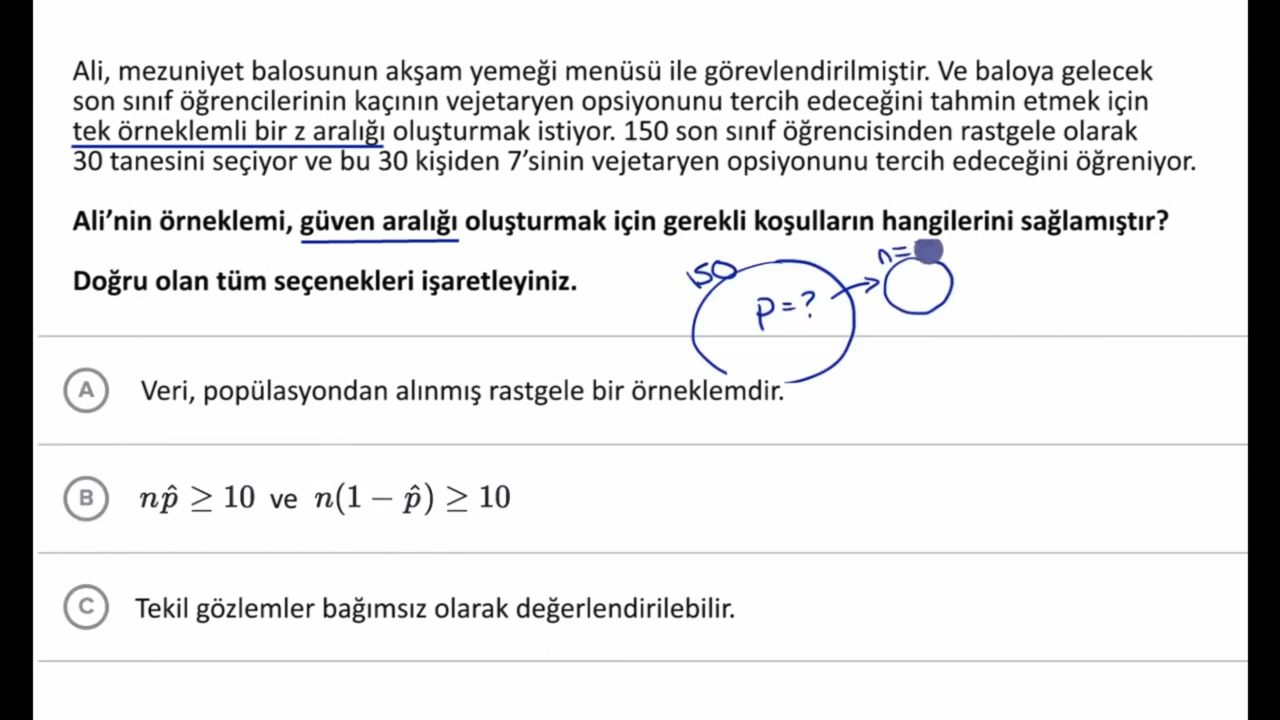 Ali, mezuniyet balosunun akşam yemeği menüsü ile görevlendirilmiştir. Ve baloya gelecek
son sınıf öğrencilerinin kaçının vejetaryen opsiyonunu tercih edeceğini tahmin etmek için
tek örneklemli bir z aralığı oluşturmak istiyor. 150 son sınıf öğrencisinden rastgele olarak
30 tanesini seçiyor ve bu 30 kişiden 7’sinin vejetaryen opsiyonunu tercih edeceğini öğreniyor.
Ali’nin örneklemi, güven aralığı oluşturmak için gerekli koşulların hangilerini sağlamıştır?
Doğru olan tüm seçenekleri işaretleyiniz.
150
p=?
n=
A Veri, popülasyondan alınmış rastgele bir örneklemdir.
B np̂ ≥ 10 ve n(1 − p̂) ≥ 10
C Tekil gözlemler bağımsız olarak değerlendirilebilir.